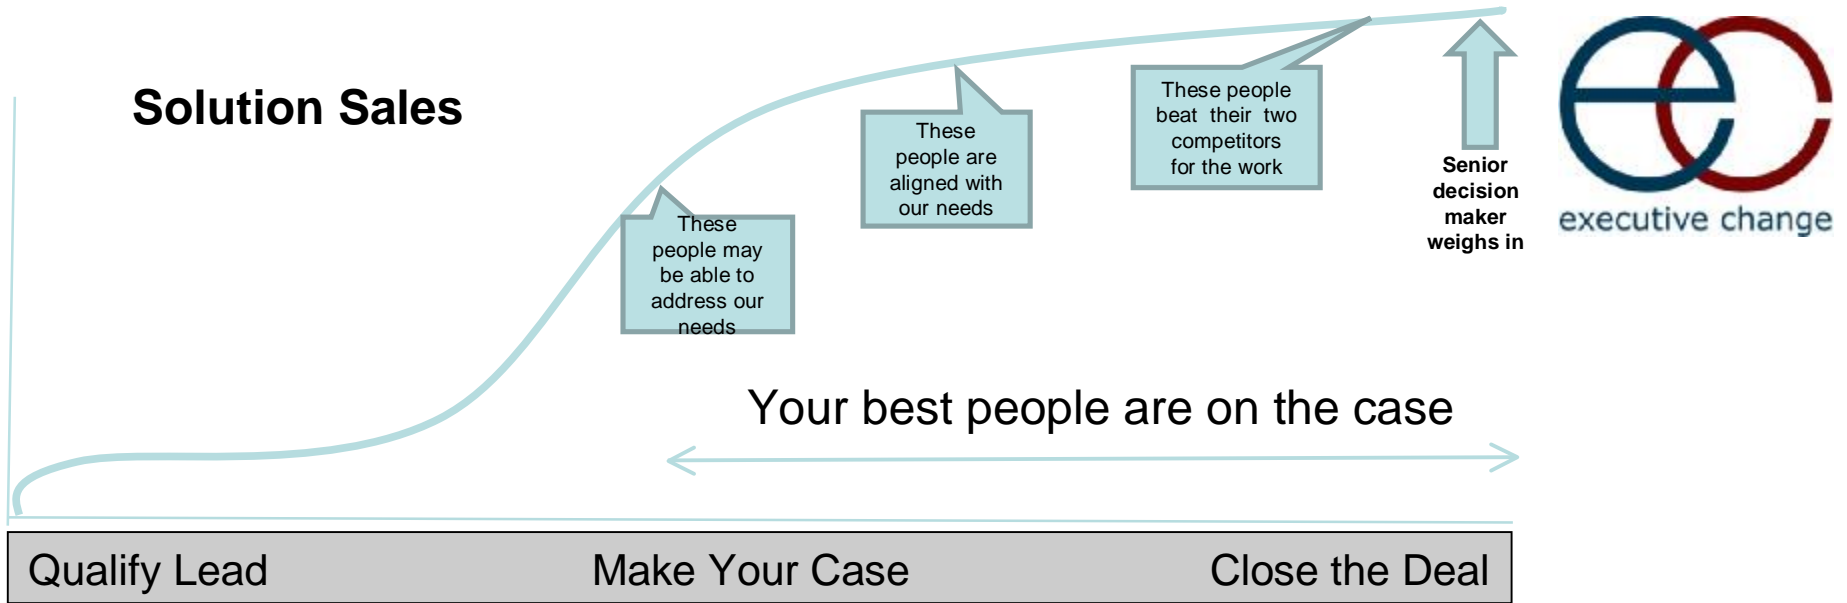 Solution Sales
These
people may
be able to
address our
needs
These
people are
aligned with
our needs
These people
beat their two
competitors
for the work
Senior
decision
maker
weighs in
ec
executive change
Your best people are on the case
Qualify Lead
Make Your Case
Close the Deal